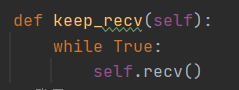 def keep_recv(self):
    while True:
        self.recv()